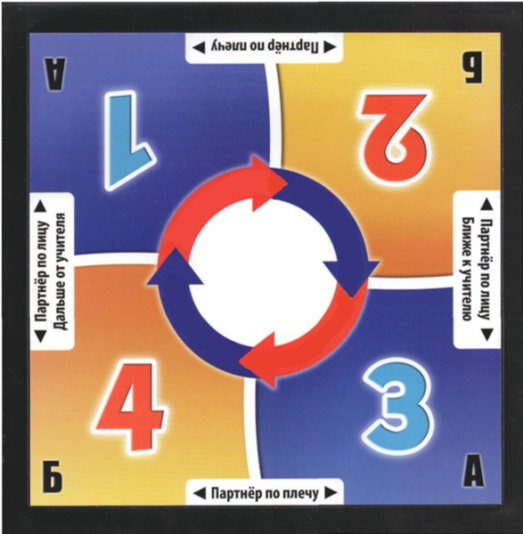 ◄ Партнёр по плечу ►
А
Б
1
2
◄ Партнёр по лицу ►
Дальше от учителя
◄ Партнёр по лицу ►
Ближе к учителю
4
3
Б
А
◄ Партнёр по плечу ►